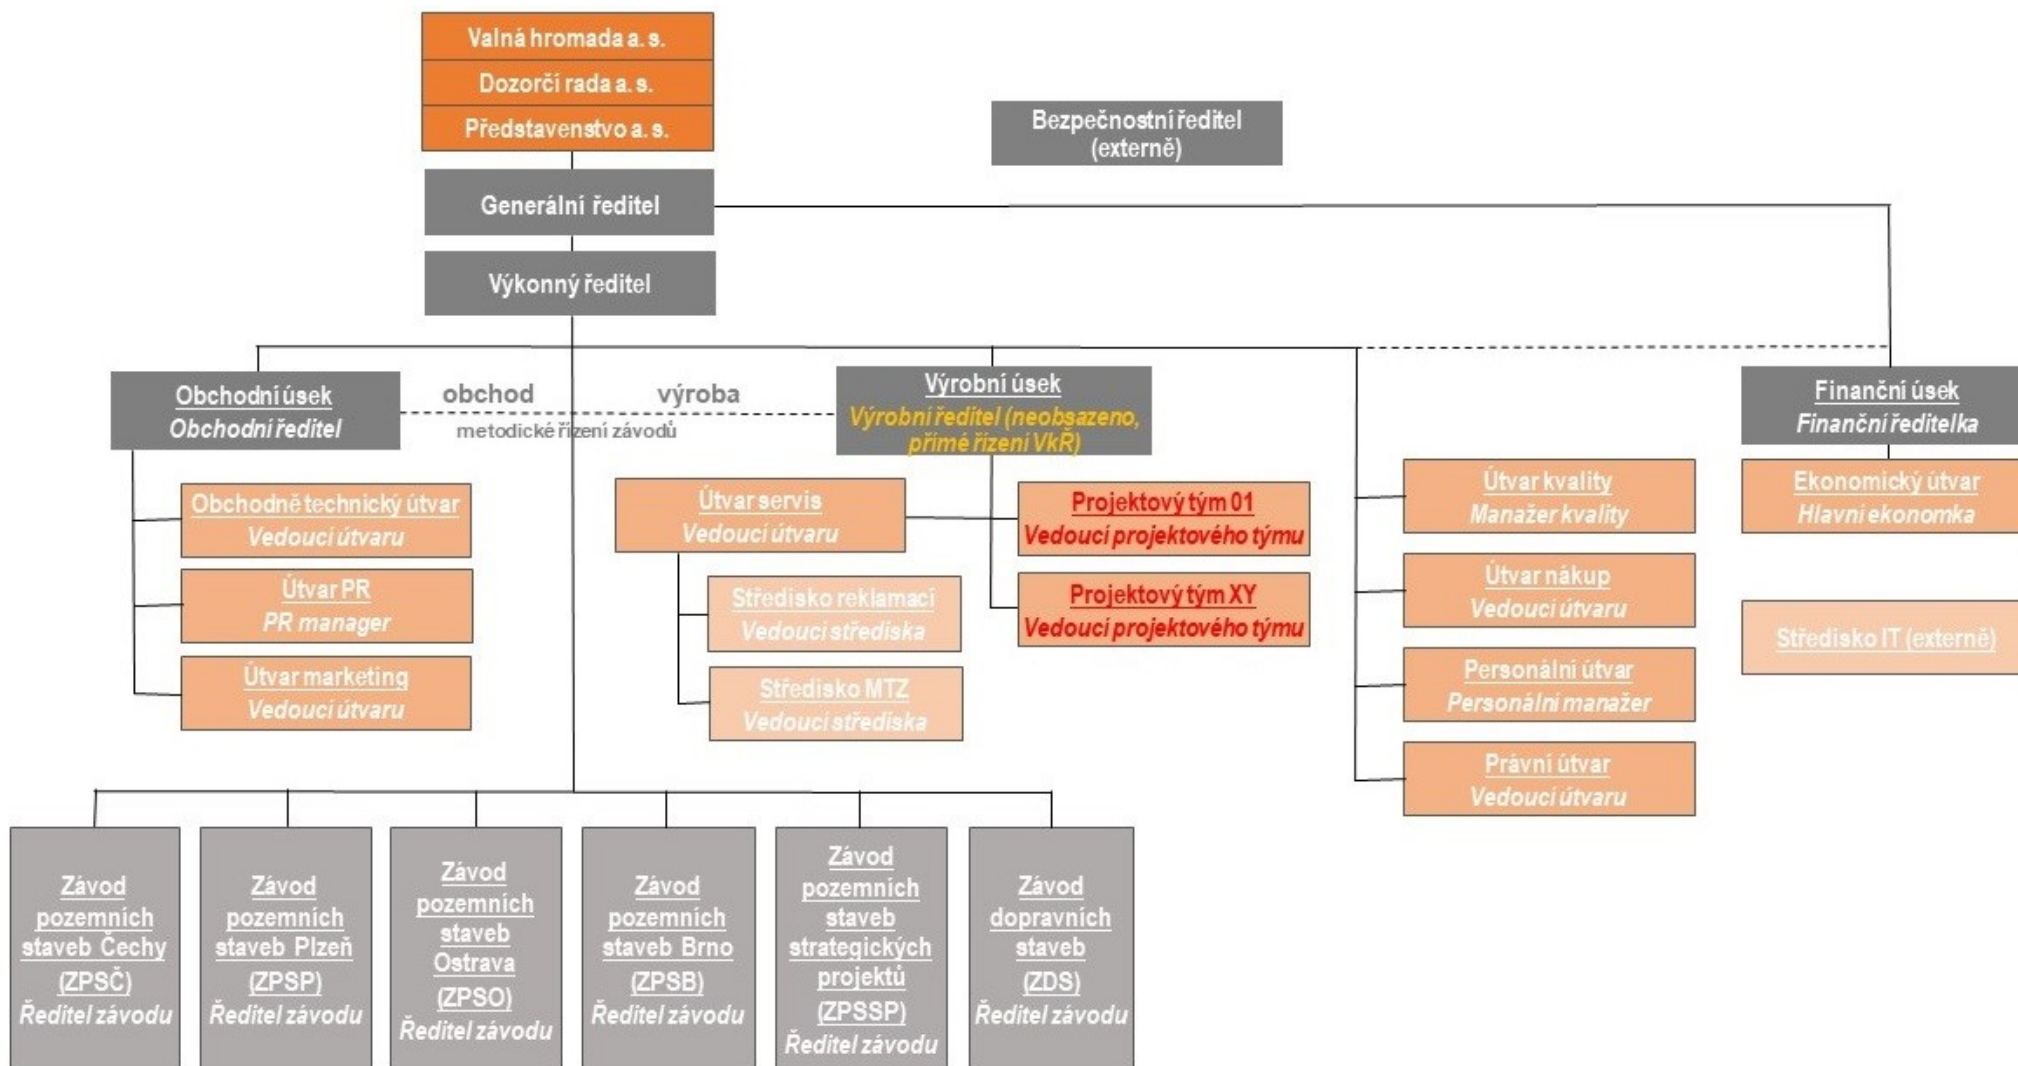 Valná hromada a. s.
Dozorčí rada a. s.
Představenstvo a. s.
Bezpečnostní ředitel
(externě)
Generální ředitel
Výkonný ředitel
Obchodní úsek
Obchodní ředitel
obchod
výroba
metodické řízení závodů
Výrobní úsek
Výrobní ředitel (neobsazeno,
přímé řízení VkŘ)
Finanční úsek
Finanční ředitelka
Obchodně technický útvar
Vedoucí útvaru
Útvar PR
PR manager
Útvar marketing
Vedoucí útvaru
Útvar servis
Vedoucí útvaru
Středisko reklamací
Vedoucí střediska
Středisko MTZ
Vedoucí střediska
Projektový tým 01
Vedoucí projektového týmu
Projektový tým XY
Vedoucí projektového týmu
Útvar kvality
Manažer kvality
Útvar nákup
Vedoucí útvaru
Personální útvar
Personální manažer
Právní útvar
Vedoucí útvaru
Ekonomický útvar
Hlavní ekonomka
Středisko IT (externě)
Závod
pozemních
staveb Čechy
(ZPSČ)
Ředitel závodu
Závod
pozemních
staveb Plzeň
(ZPSP)
Ředitel závodu
Závod
pozemních
staveb
Ostrava
(ZPSO)
Ředitel závodu
Závod
pozemních
staveb Brno
(ZPSB)
Ředitel závodu
Závod
pozemních
staveb
strategických
projektů
(ZPSSP)
Ředitel závodu
Závod
dopravních
staveb
(ZDS)
Ředitel závodu